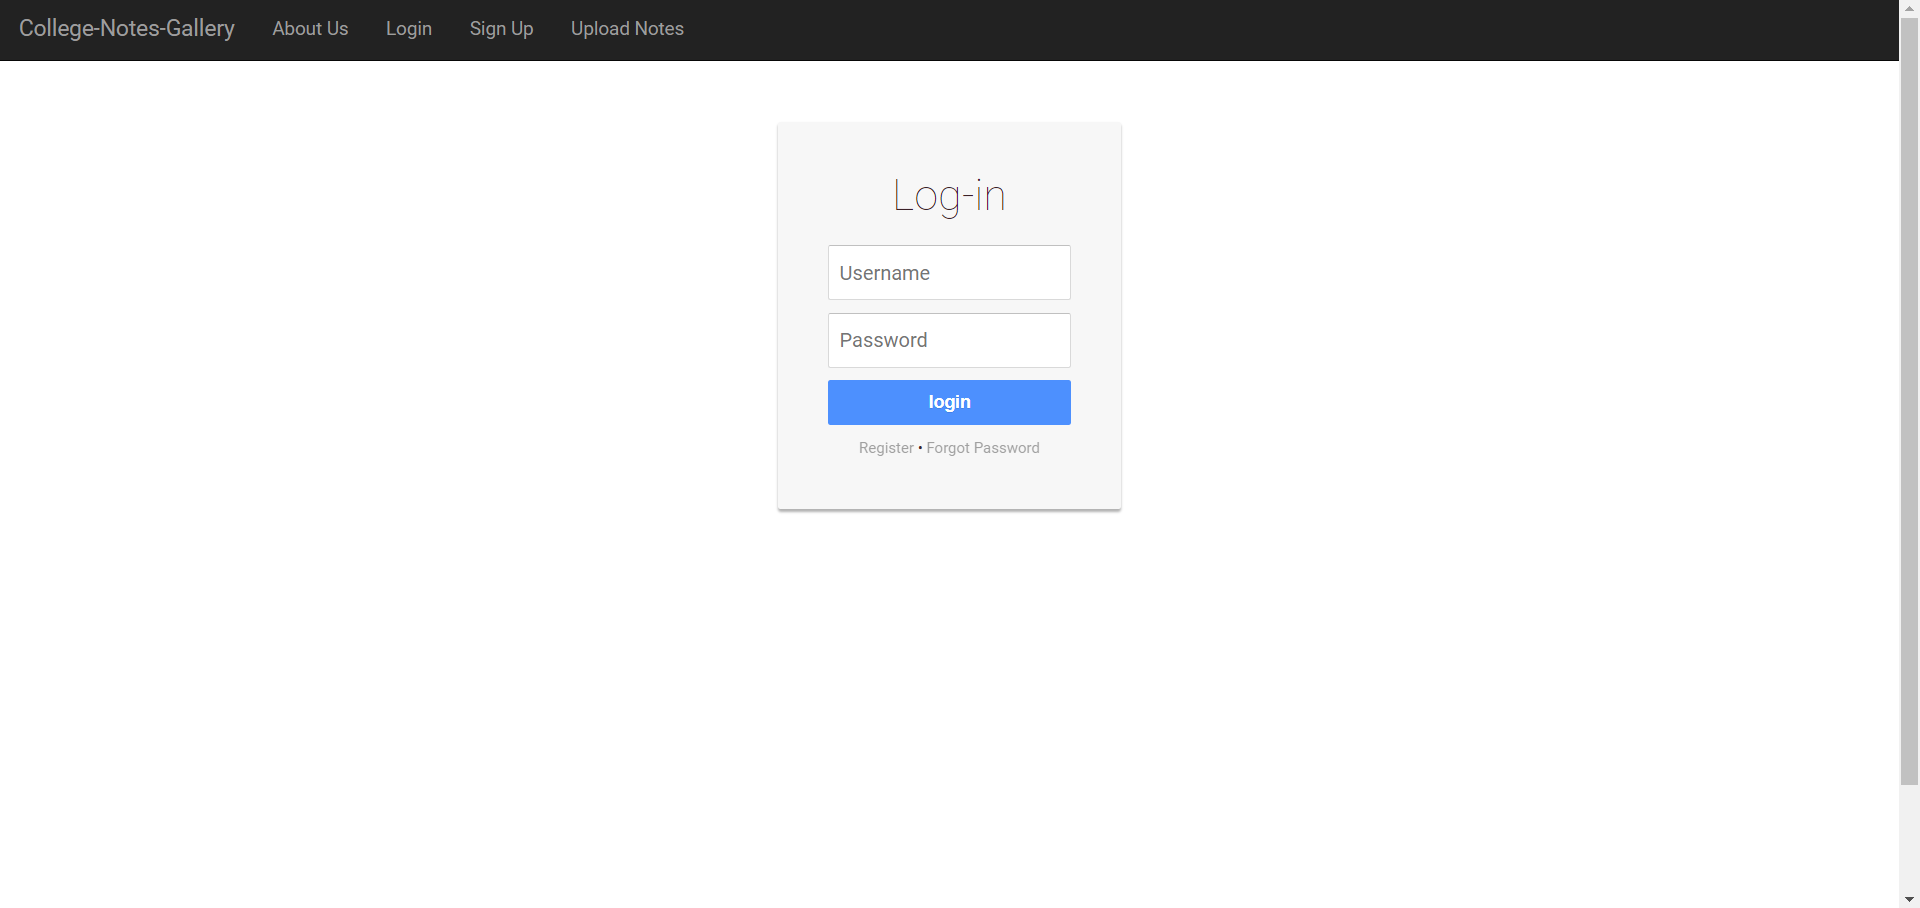 College-Notes-Gallery About Us Login Sign Up Upload Notes
Log-in
Username
Password
login
Register • Forgot Password